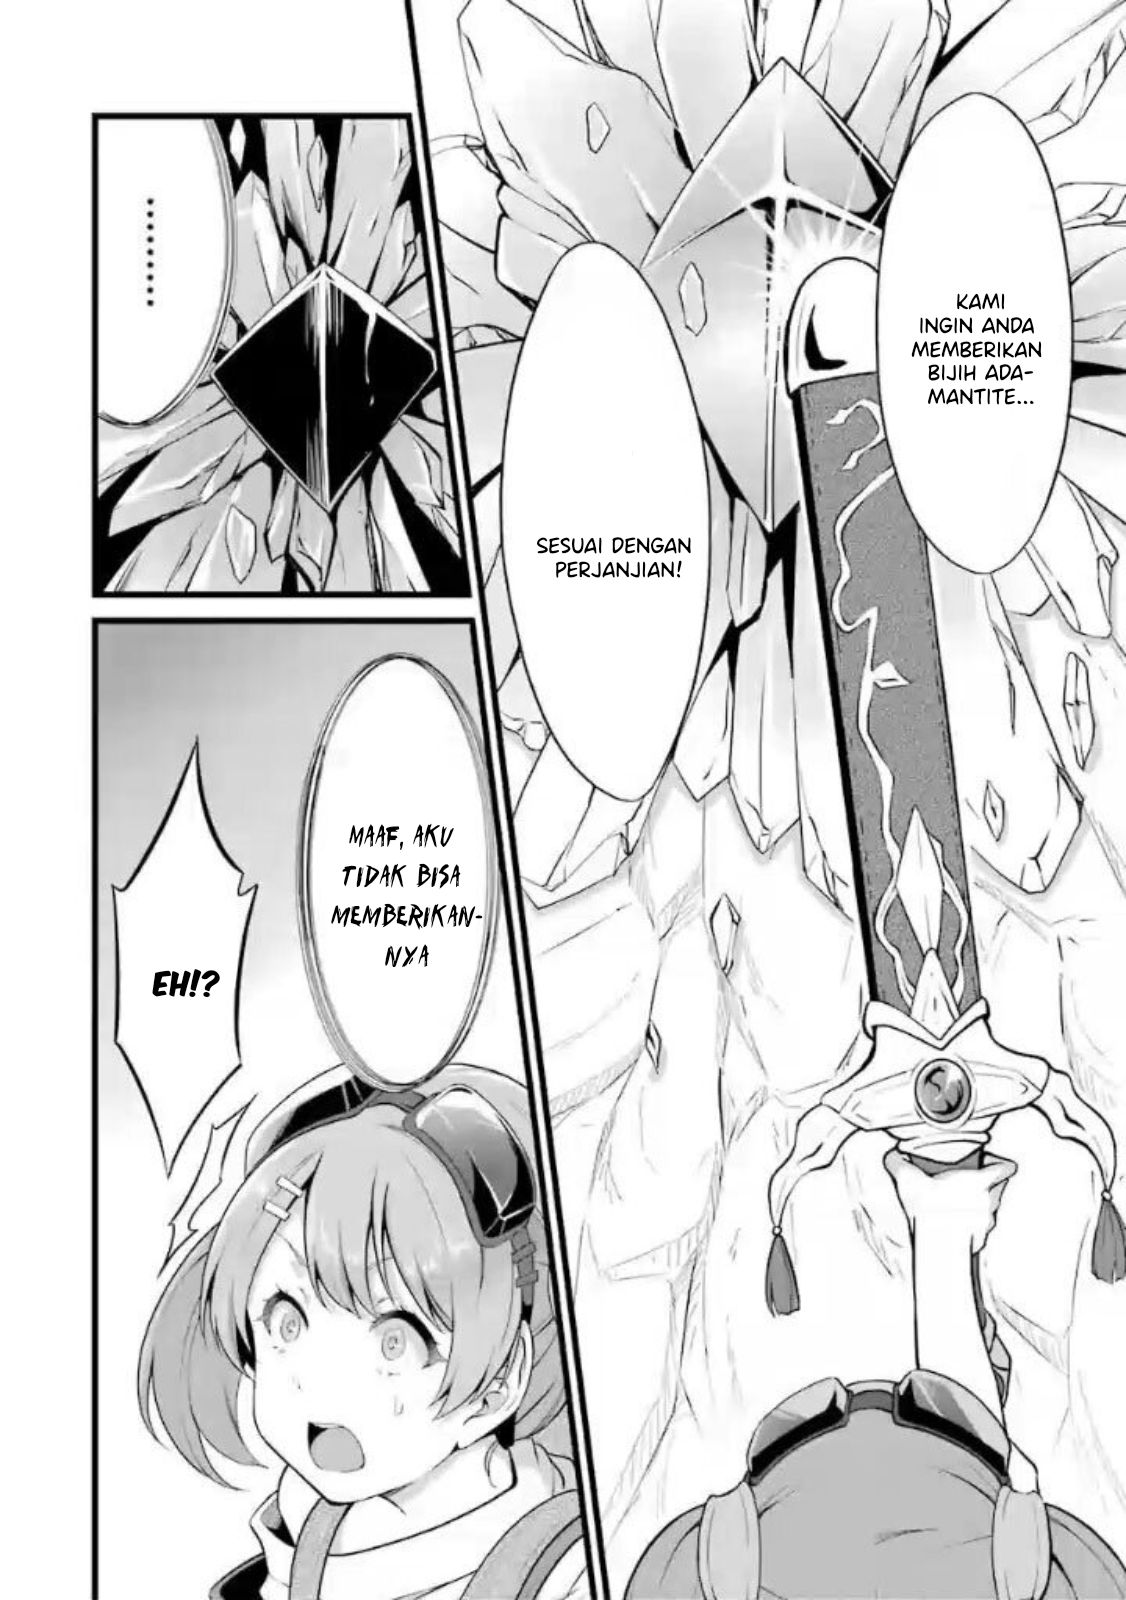 KAMI
INGIN ANDA
MEMBERIKAN
BIJIH ADA-
MANTITE...
SESUAI DENGAN
PERJANJIAN!
.........
MAAF, AKU
TIDAK BISA
MEMBERIKAN-
NYA
EH!?